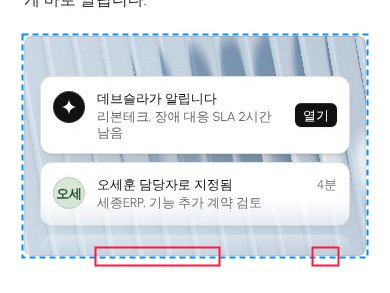 게 바로 알립니다.
데브슬라가 알립니다
리본테크, 장애 대응 SLA 2시간
남음
열기
오세
오세훈 담당자로 지정됨
4분
세종ERP, 기능 추가 계약 검토